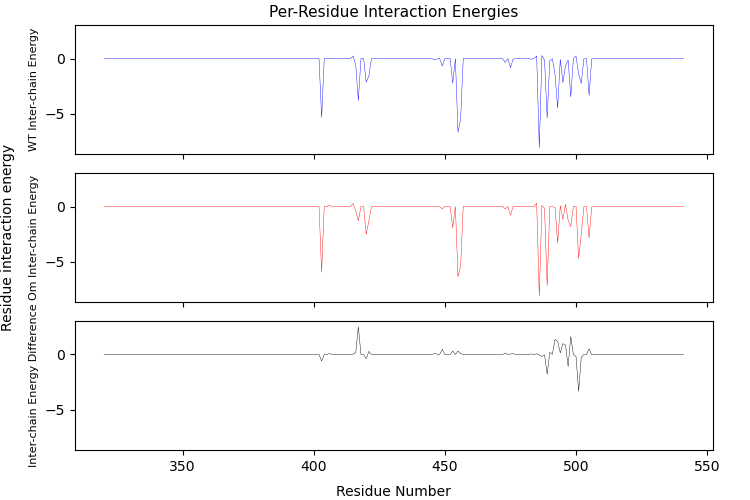 Per-Residue Interaction Energies
Residue interaction energy
WT Inter-chain Energy
0
−5
Om Inter-chain Energy
0
−5
Inter-chain Energy Difference
0
−5
350
400
450
500
550
Residue Number